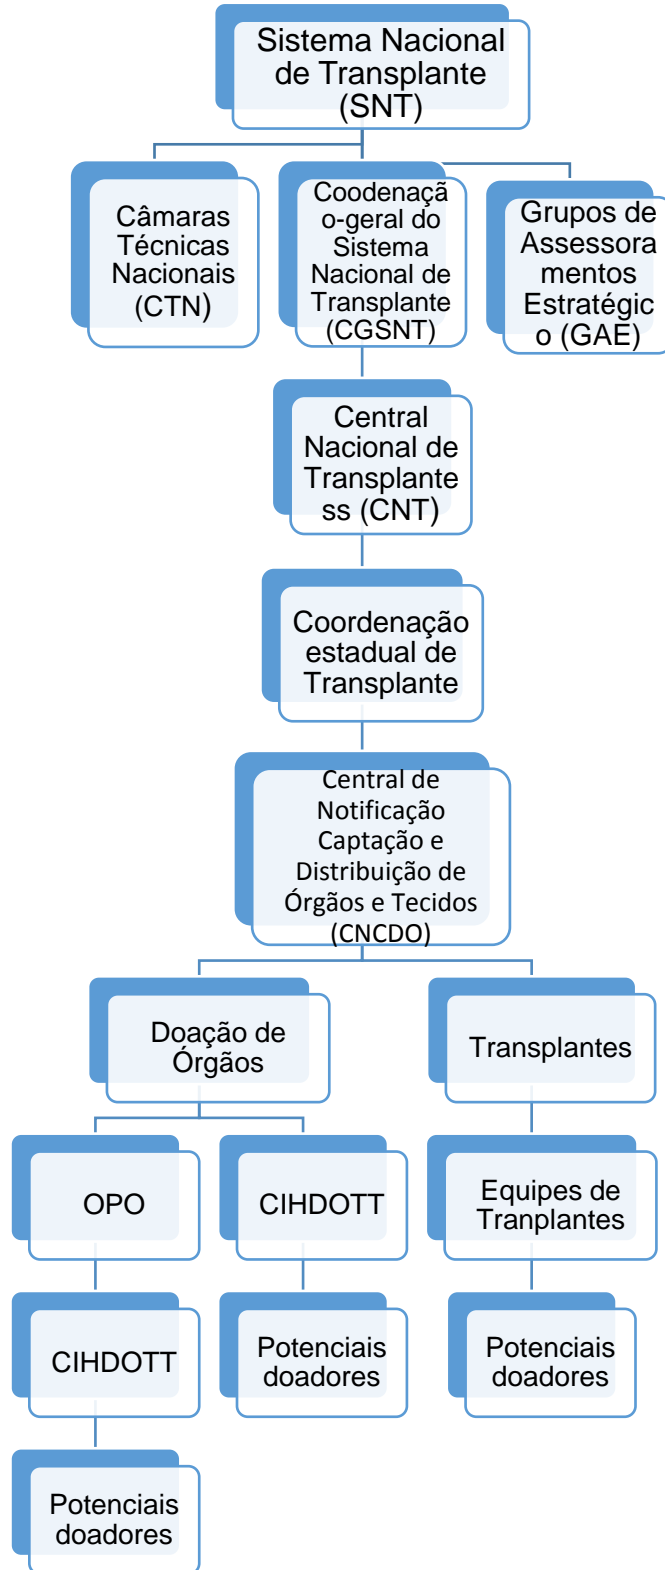 Sistema Nacional
de Transplante
(SNT)
Câmaras
Técnicas
Nacionais
(CTN)
Coodenaçã
o-geral do
Sistema
Nacional de
Transplante
(CGSNT)
Grupos de
Assessora
mentos
Estratégic
o (GAE)
Central
Nacional de
Transplante
ss (CNT)
Coordenação
estadual de
Transplante
Central de
Notificação
Captação e
Distribuição de
Órgãos e Tecidos
(CNCDO)
Doação de
Órgãos
Transplantes
OPO
CIHDOTT
Equipes de
Tranplantes
CIHDOTT
Potenciais
doadores
Potenciais
doadores
Potenciais
doadores